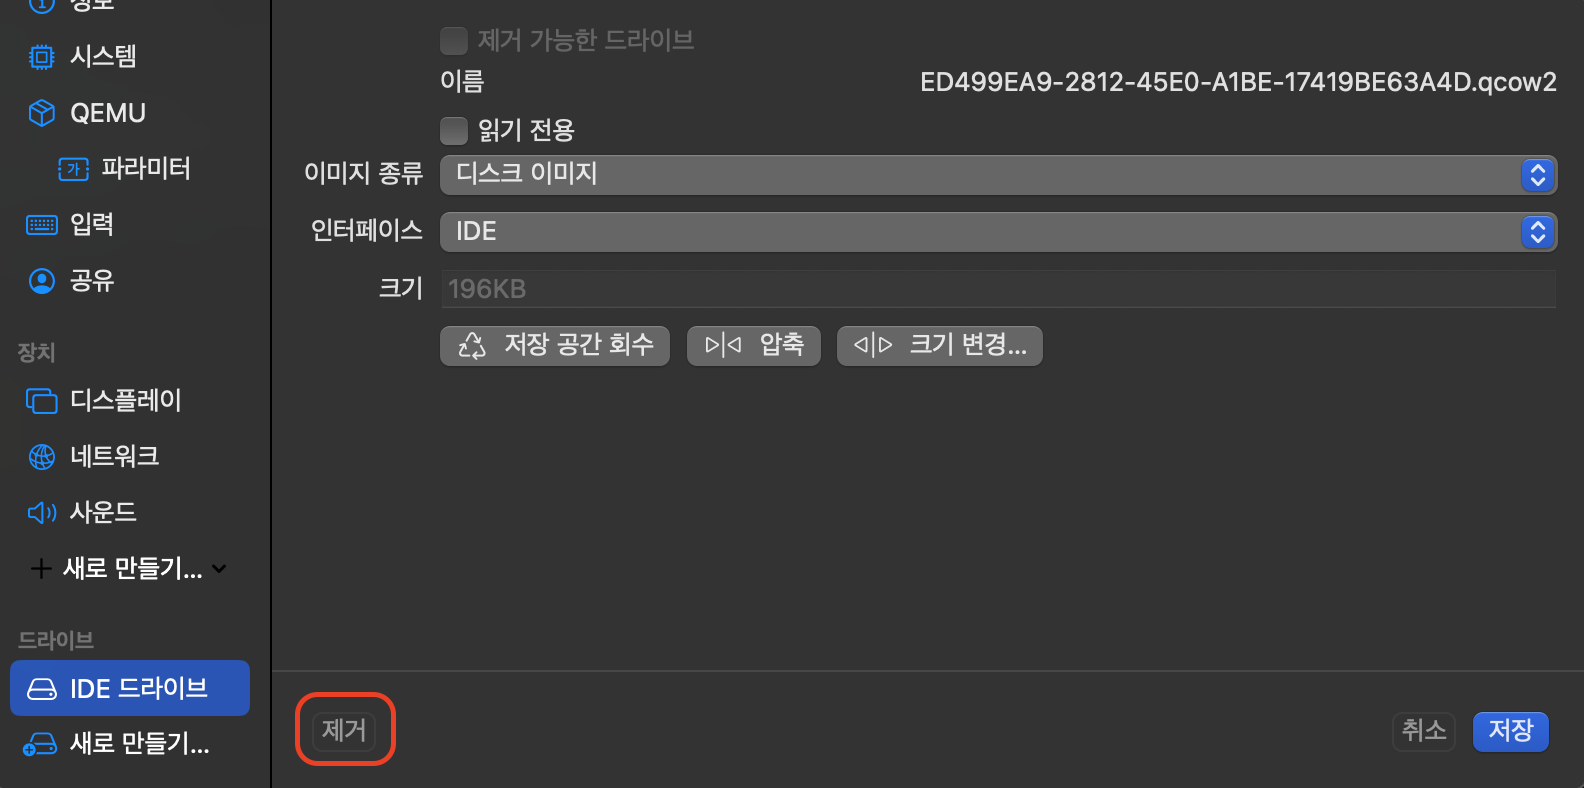 정보
시스템
QEMU
가 파라미터
입력
공유
장치
디스플레이
네트워크
사운드
새로 만들기...
드라이브
IDE 드라이브
새로 만들기...
제거 가능한 드라이브
이름 ED499EA9-2812-45E0-A1BE-17419BE63A4D.qcow2
읽기 전용
이미지 종류 디스크 이미지
인터페이스 IDE
크기 196KB
저장 공간 회수 압축 크기 변경...
제거 취소 저장